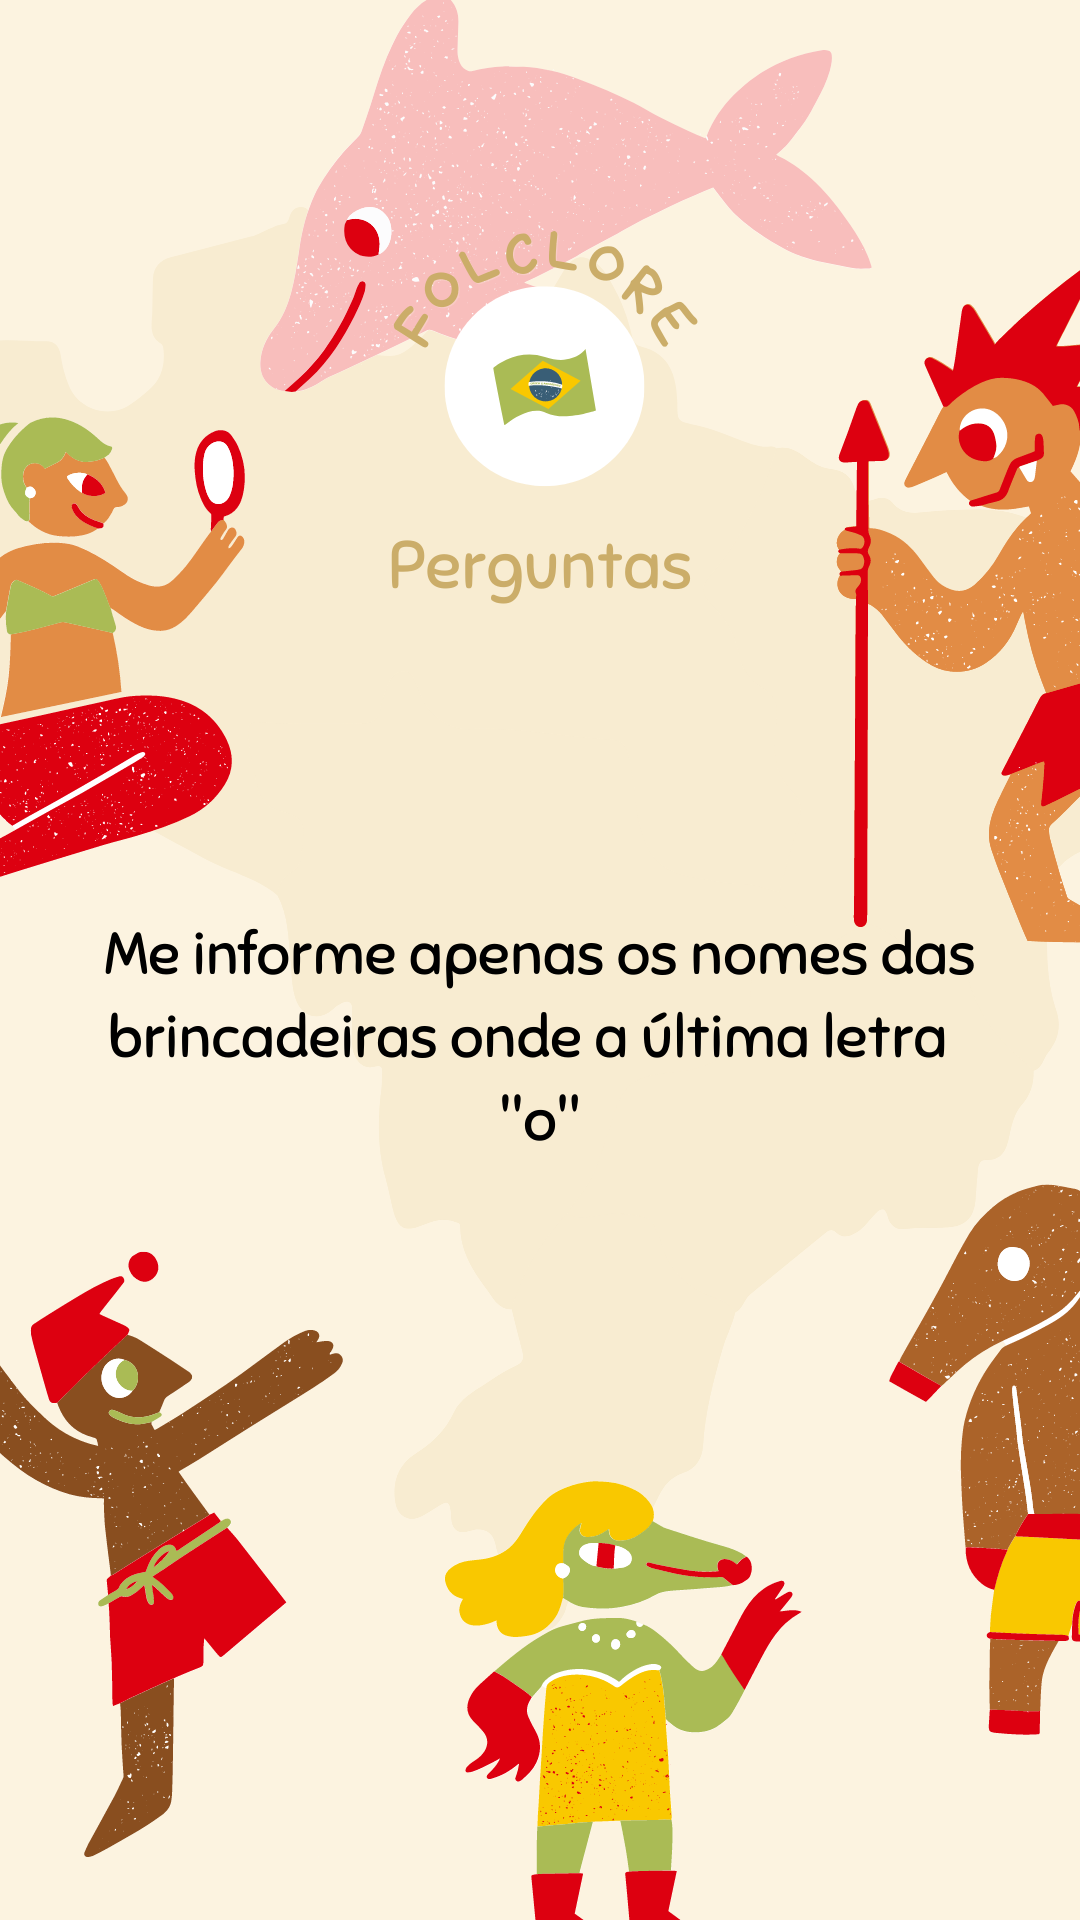 FOLCLORE
Perguntas
Me informe apenas os nomes das
brincadeiras onde a última letra
"o"